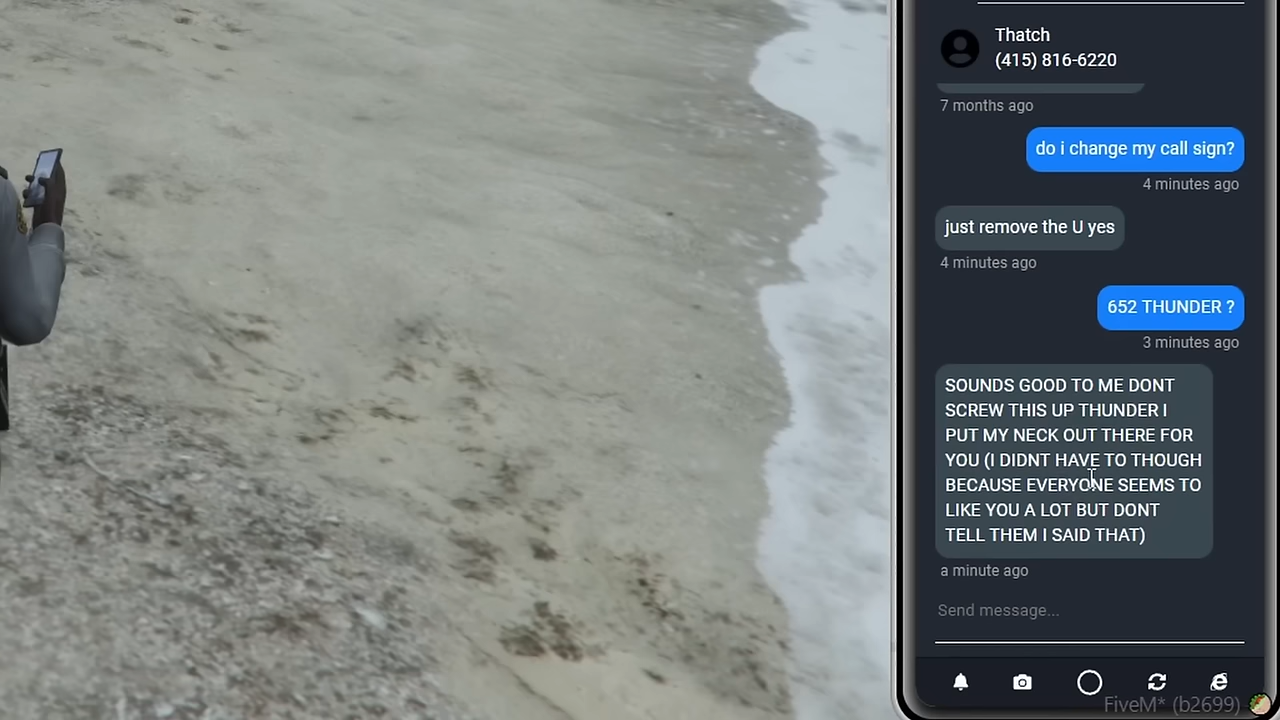 Thatch
(415) 816-6220
7 months ago
do i change my call sign?
4 minutes ago
just remove the U yes
4 minutes ago
652 THUNDER ?
3 minutes ago
SOUNDS GOOD TO ME DONT
SCREW THIS UP THUNDER I
PUT MY NECK OUT THERE FOR
YOU (I DIDNT HAVE TO THOUGH
BECAUSE EVERYONE SEEMS TO
LIKE YOU A LOT BUT DONT
TELL THEM I SAID THAT)
a minute ago
Send message...
FiveM* (b2699)